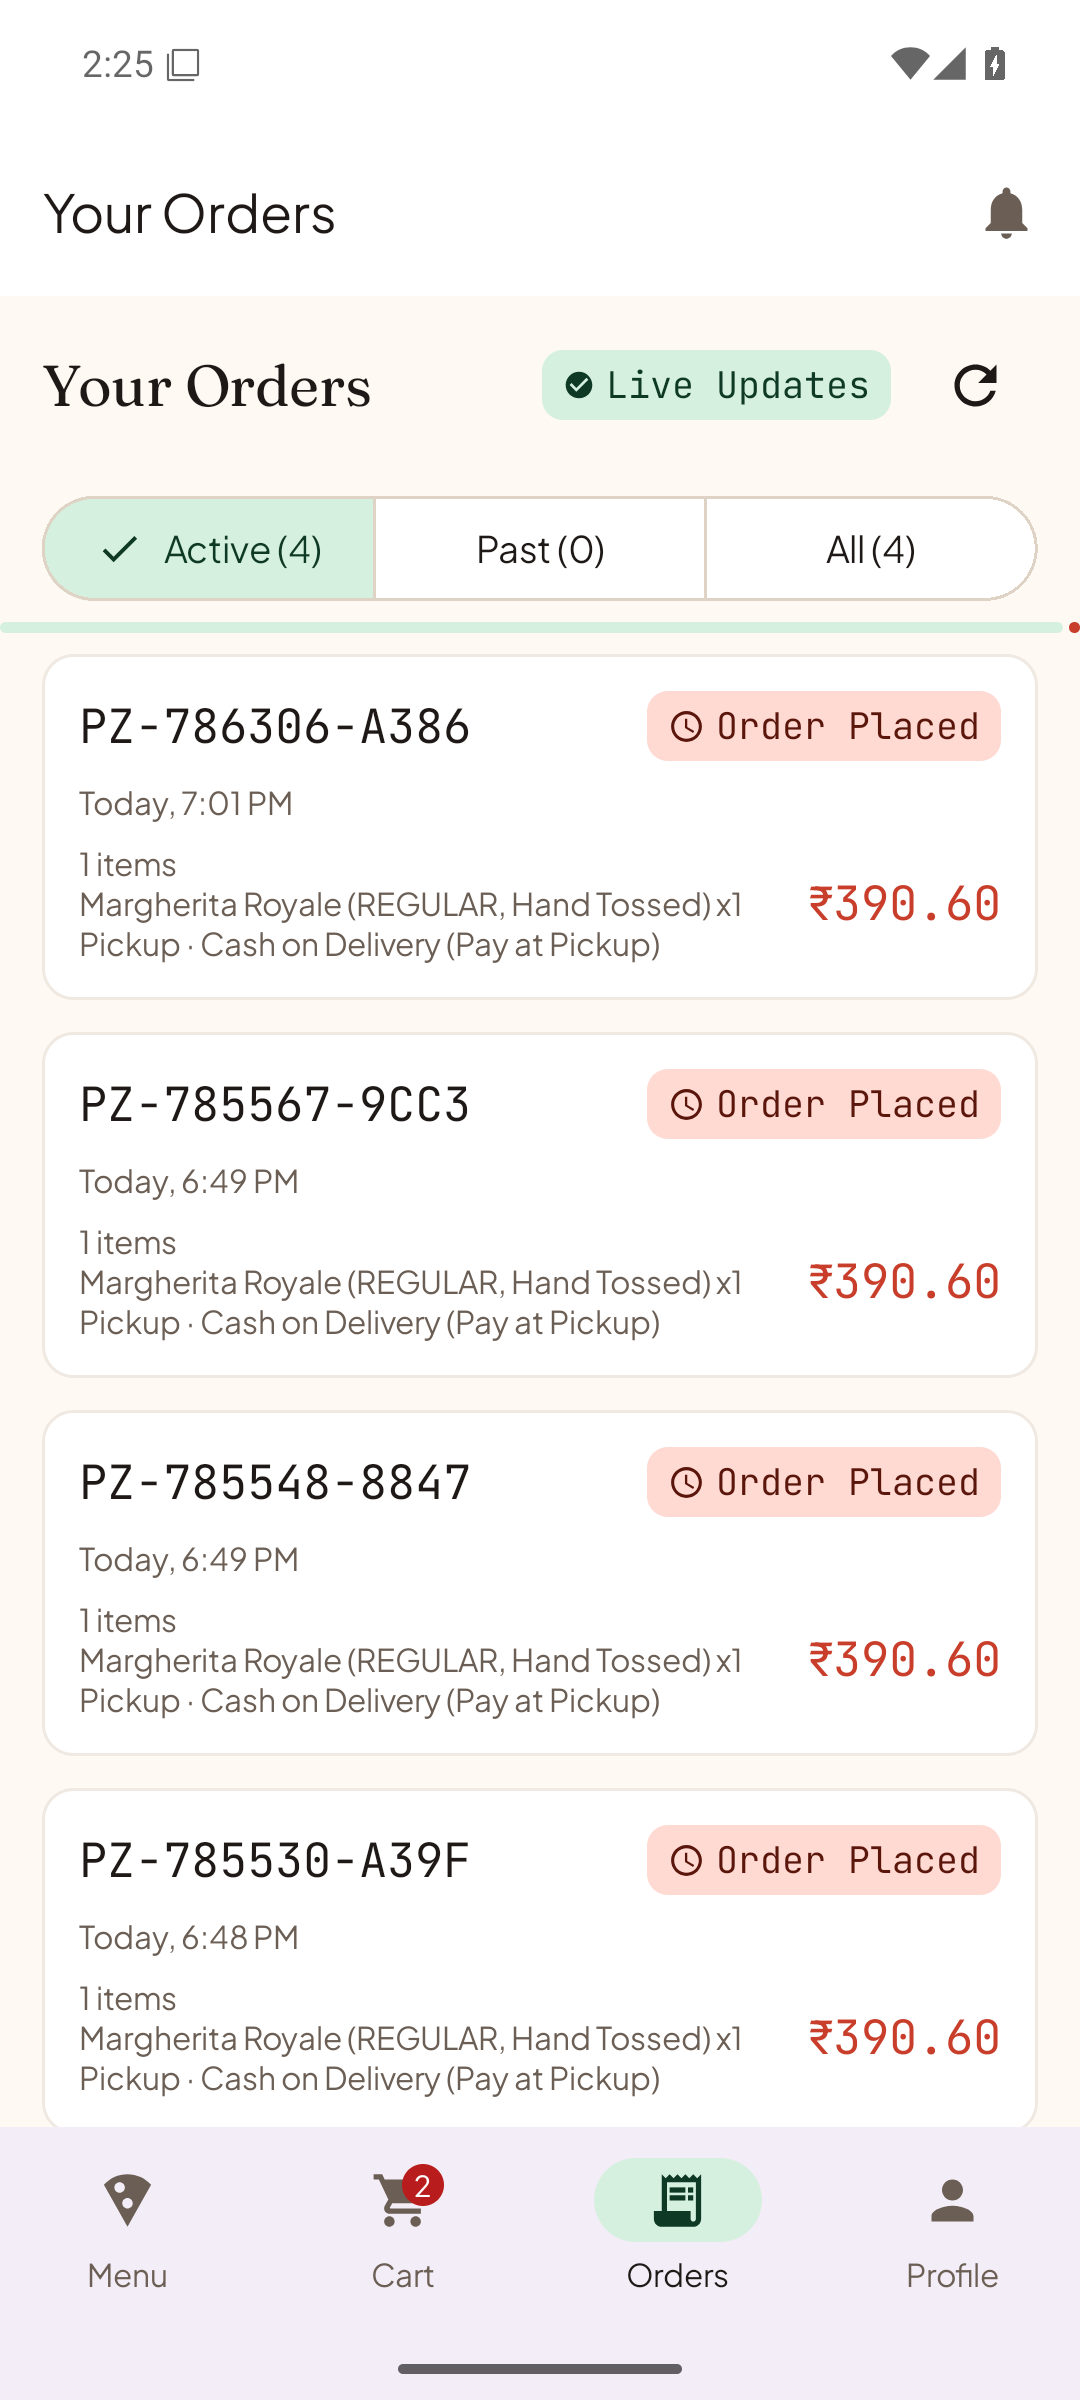 2:25
Your Orders
Your Orders
Live Updates
Active (4)
Past (0)
All (4)
PZ-786306-A386
Order Placed
Today, 7:01 PM
1 items
Margherita Royale (REGULAR, Hand Tossed) x1
Pickup · Cash on Delivery (Pay at Pickup)
₹390.60
PZ-785567-9CC3
Order Placed
Today, 6:49 PM
1 items
Margherita Royale (REGULAR, Hand Tossed) x1
Pickup · Cash on Delivery (Pay at Pickup)
₹390.60
PZ-785548-8847
Order Placed
Today, 6:49 PM
1 items
Margherita Royale (REGULAR, Hand Tossed) x1
Pickup · Cash on Delivery (Pay at Pickup)
₹390.60
PZ-785530-A39F
Order Placed
Today, 6:48 PM
1 items
Margherita Royale (REGULAR, Hand Tossed) x1
Pickup · Cash on Delivery (Pay at Pickup)
₹390.60
2
Menu
Cart
Orders
Profile